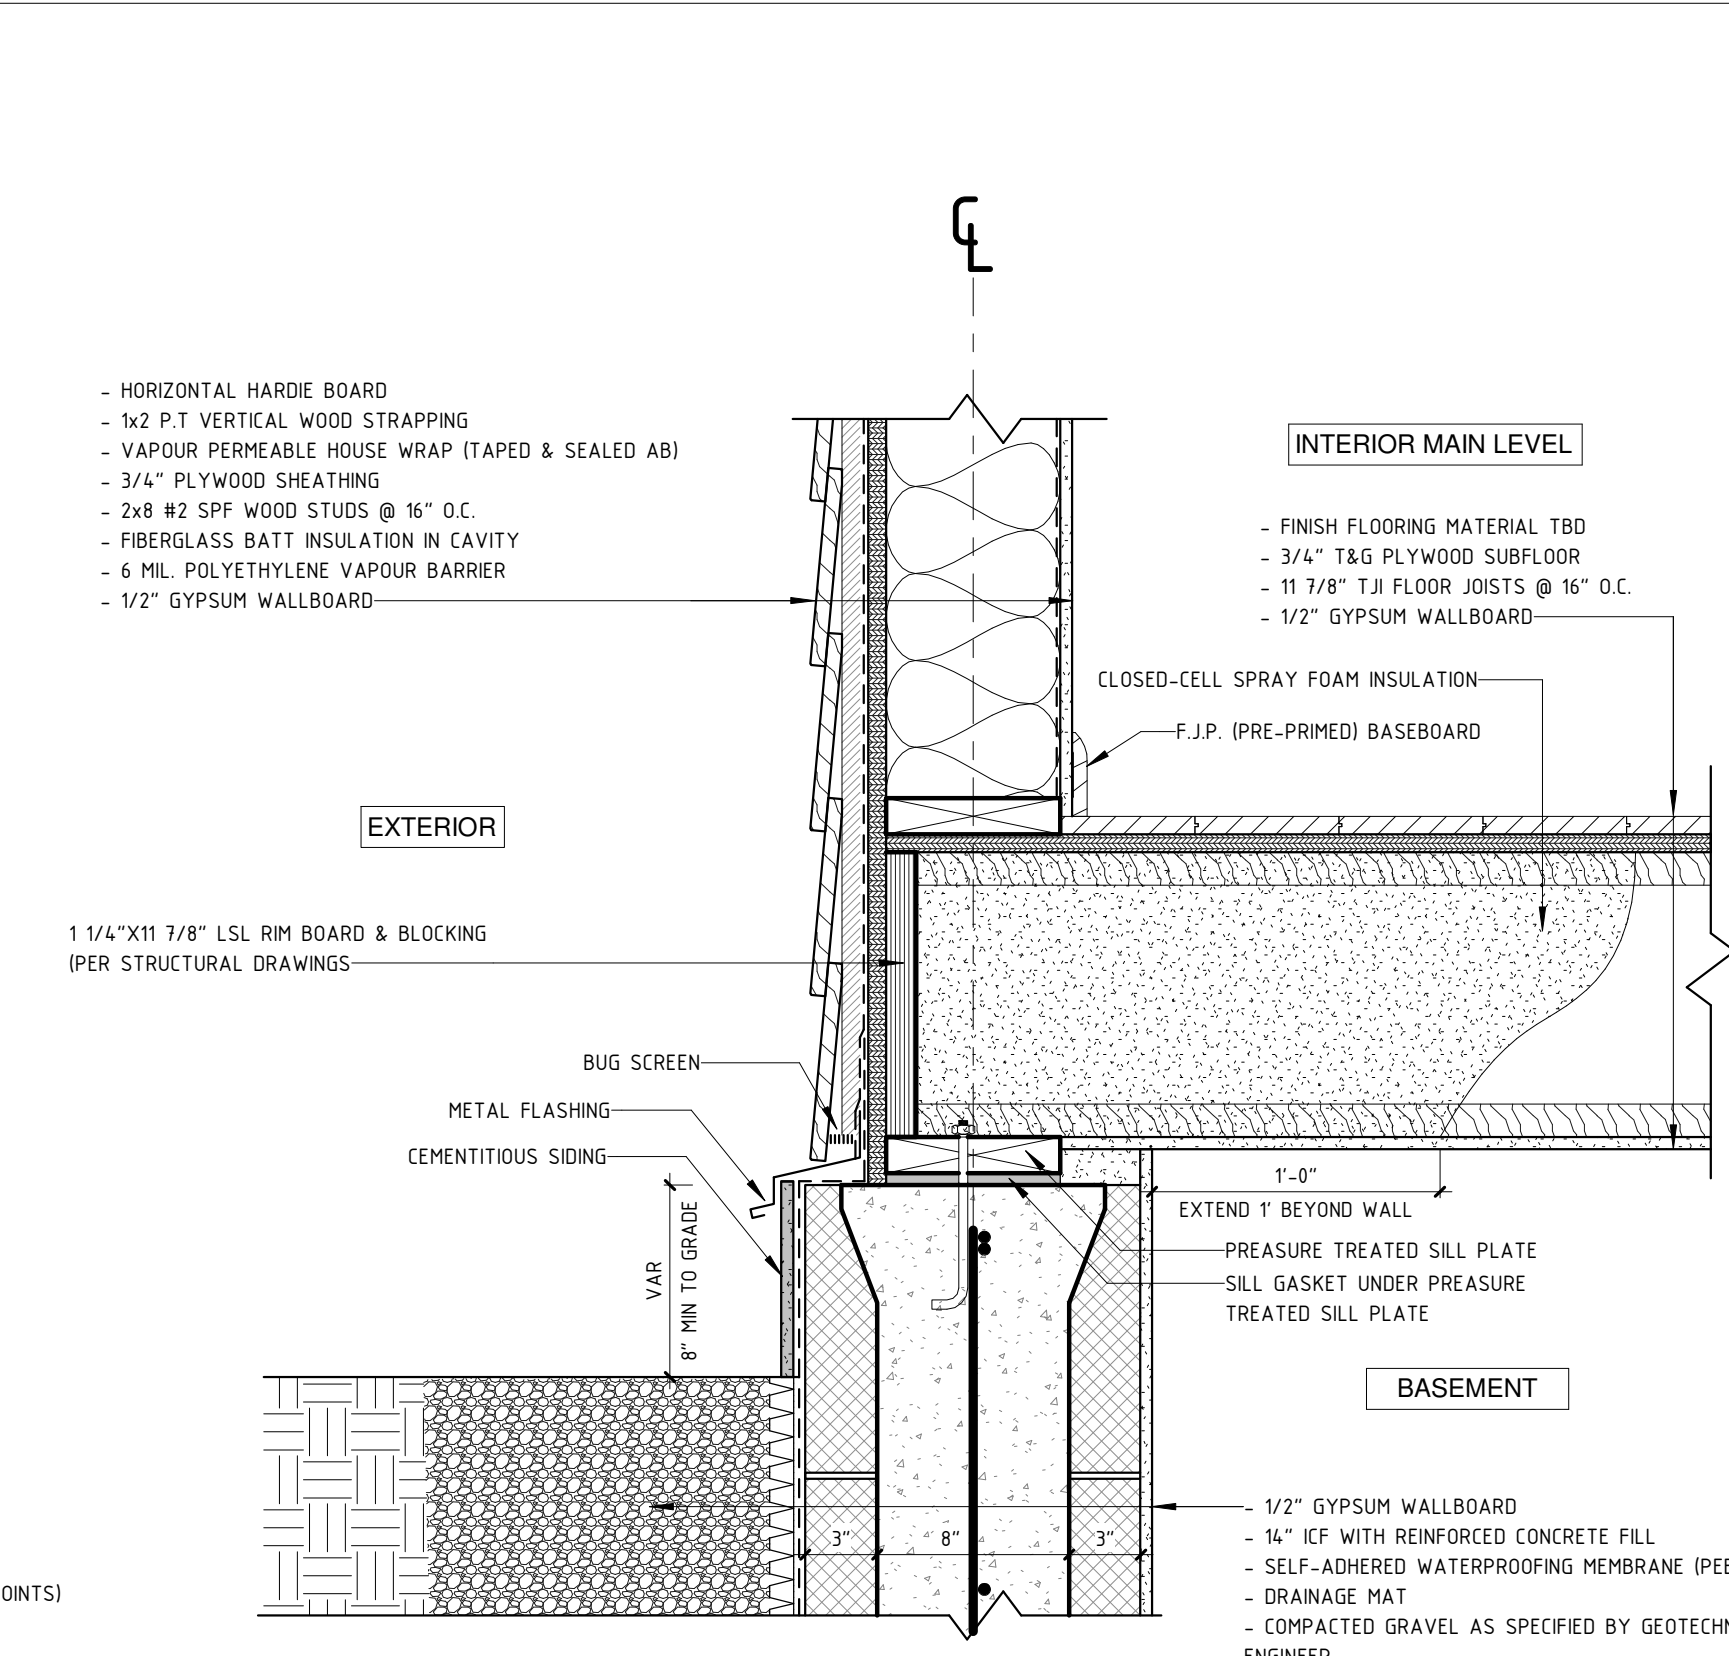 CL
- HORIZONTAL HARDIE BOARD
- 1x2 P.T VERTICAL WOOD STRAPPING
- VAPOUR PERMEABLE HOUSE WRAP (TAPED & SEALED AB)
- 3/4" PLYWOOD SHEATHING
- 2x8 #2 SPF WOOD STUDS @ 16" O.C.
- FIBERGLASS BATT INSULATION IN CAVITY
- 6 MIL. POLYETHYLENE VAPOUR BARRIER
- 1/2" GYPSUM WALLBOARD
INTERIOR MAIN LEVEL
- FINISH FLOORING MATERIAL TBD
- 3/4" T&G PLYWOOD SUBFLOOR
- 11 7/8" TJI FLOOR JOISTS @ 16" O.C.
- 1/2" GYPSUM WALLBOARD
CLOSED-CELL SPRAY FOAM INSULATION
F.J.P. (PRE-PRIMED) BASEBOARD
EXTERIOR
1 1/4"X11 7/8" LSL RIM BOARD & BLOCKING
(PER STRUCTURAL DRAWINGS
BUG SCREEN
METAL FLASHING
CEMENTITIOUS SIDING
VAR
8" MIN TO GRADE
1'-0"
EXTEND 1' BEYOND WALL
PREASURE TREATED SILL PLATE
SILL GASKET UNDER PREASURE
TREATED SILL PLATE
BASEMENT
3"
8"
3"
- 1/2" GYPSUM WALLBOARD
- 14" ICF WITH REINFORCED CONCRETE FILL
- SELF-ADHERED WATERPROOFING MEMBRANE (PEE
- DRAINAGE MAT
- COMPACTED GRAVEL AS SPECIFIED BY GEOTECHN
ENGINEER
OINTS)